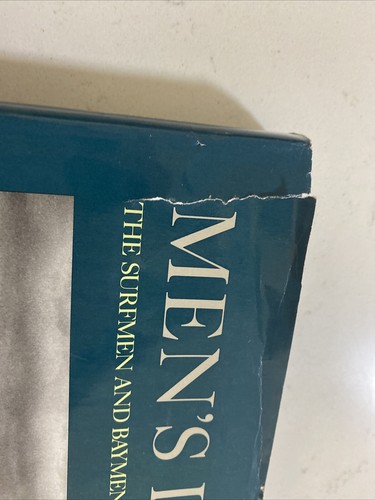 MEN'S
THE SURFMEN AND BAYMEN